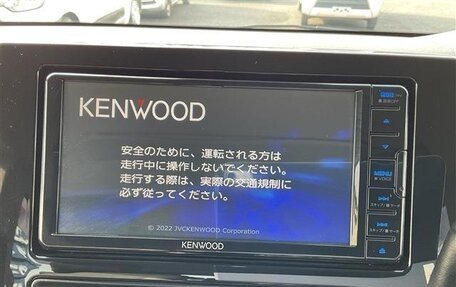 KENWOOD
安全のために、運転される方は
走行中に操作しないでください。
走行する際は、実際の交通規制に
必ず従ってください。
© 2022 JVCKENWOOD Corporation
KENWOOD
MENU
VOICE